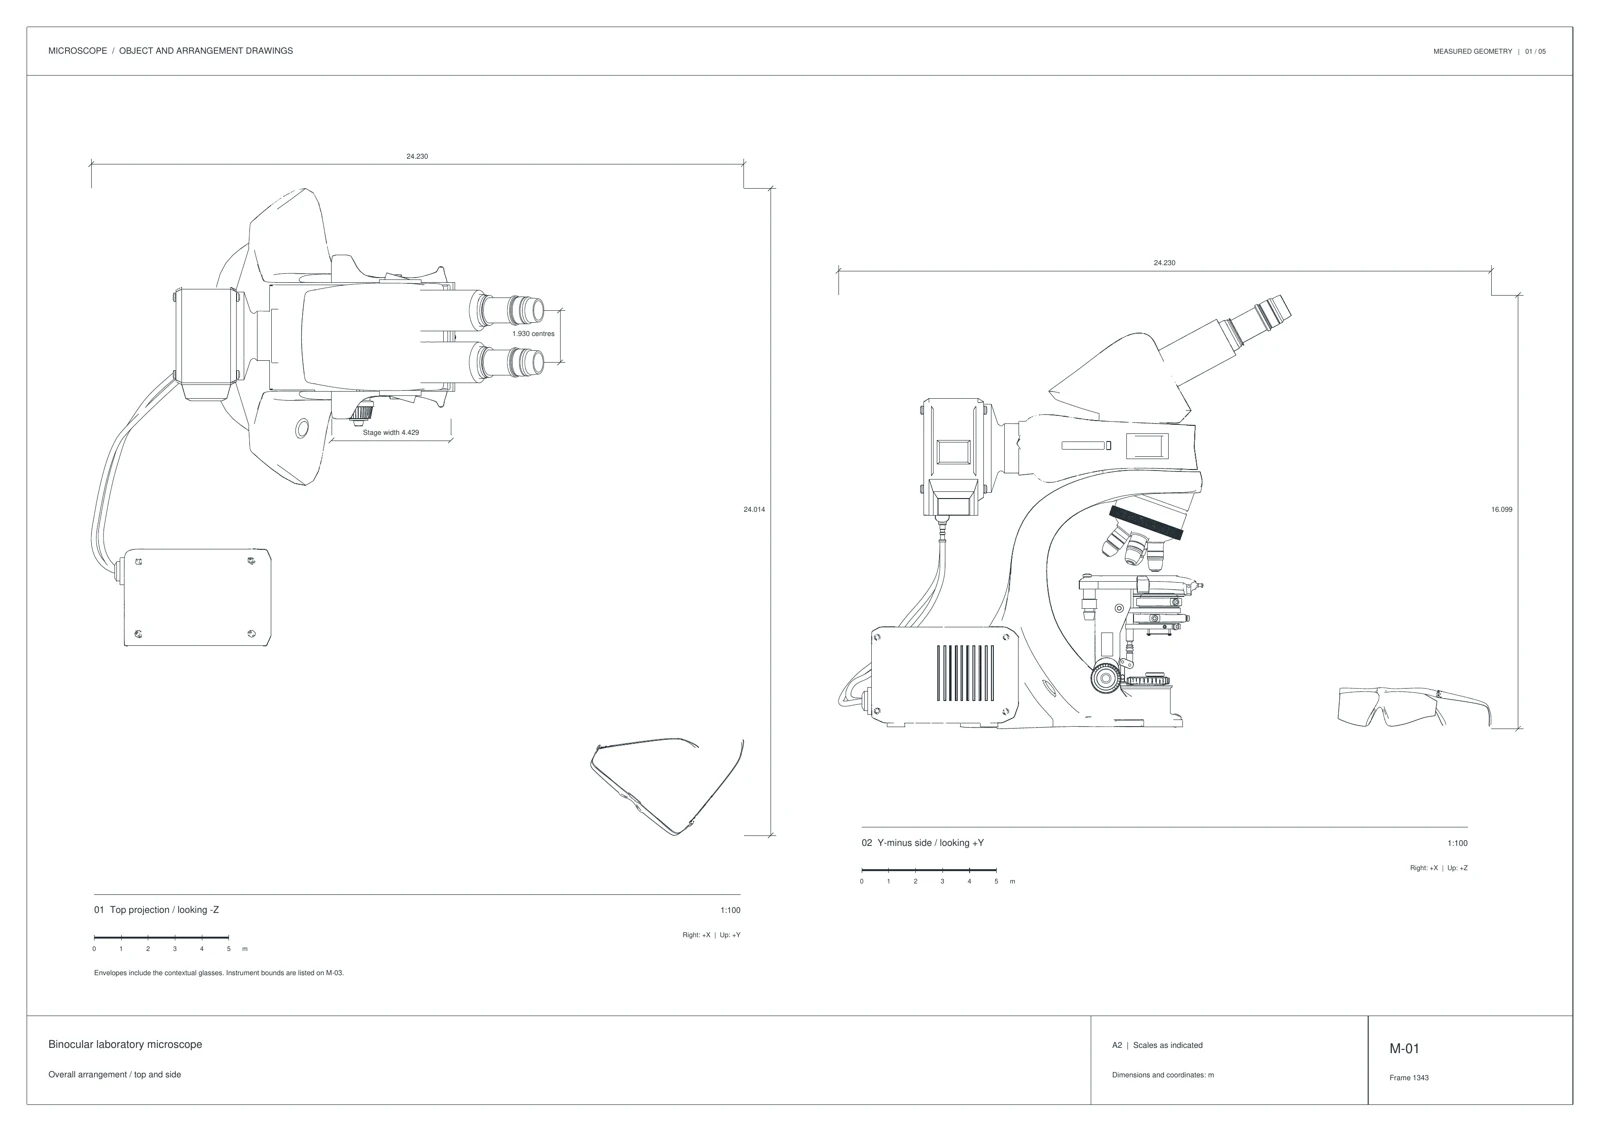 MICROSCOPE / OBJECT AND ARRANGEMENT DRAWINGS
MEASURED GEOMETRY | 01 / 05
24.230
1.930 centres
Stage width 4.429
24.014
24.230
16.099
01 Top projection / looking -Z
1:100
Right: +X | Up: +Y
0 1 2 3 4 5 m
Envelopes include the contextual glasses. Instrument bounds are listed on M-03.
02 Y-minus side / looking +Y
1:100
Right: +X | Up: +Z
0 1 2 3 4 5 m
Binocular laboratory microscope
Overall arrangement / top and side
A2 | Scales as indicated
Dimensions and coordinates: m
M-01
Frame 1343